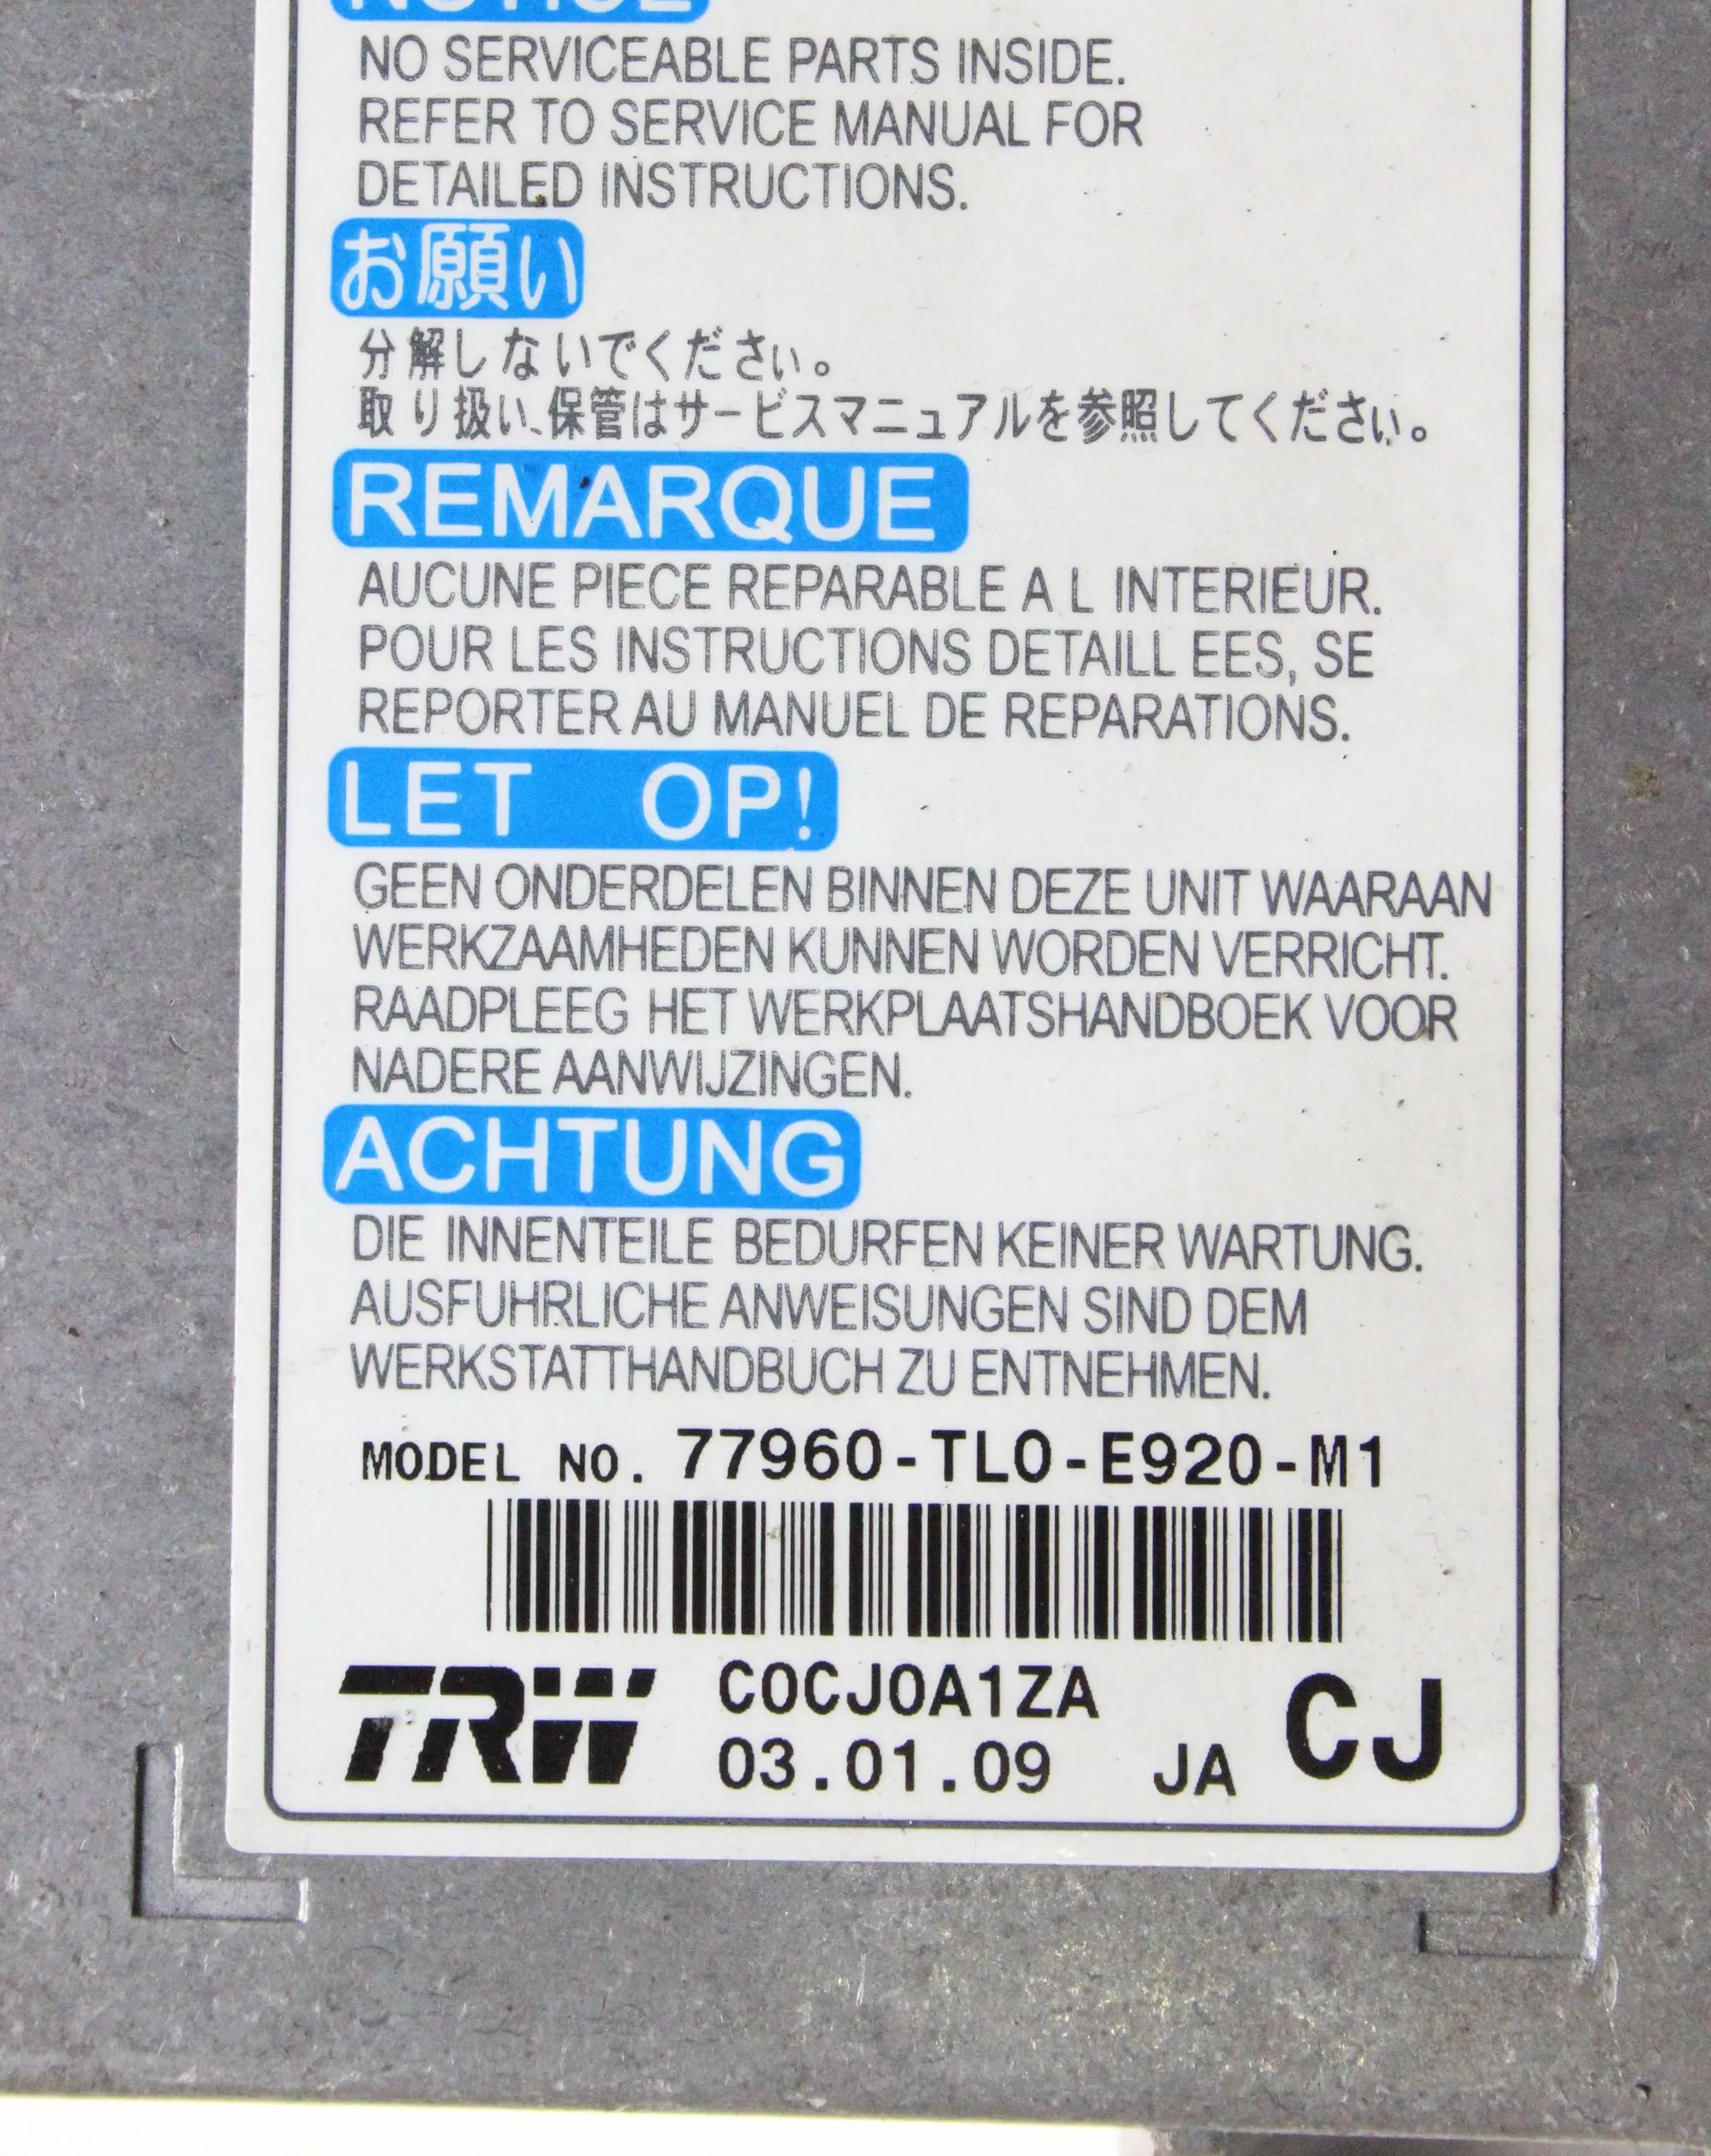 NOTICE
NO SERVICEABLE PARTS INSIDE.
REFER TO SERVICE MANUAL FOR
DETAILED INSTRUCTIONS.
お願い
分解しないでください。
取り扱い、保管はサービスマニュアルを参照してください。
REMARQUE
AUCUNE PIECE REPARABLE A L INTERIEUR.
POUR LES INSTRUCTIONS DETAILL EES, SE
REPORTER AU MANUEL DE REPARATIONS.
LET OP!
GEEN ONDERDELEN BINNEN DEZE UNIT WAARAAN
WERKZAAMHEDEN KUNNEN WORDEN VERRICHT.
RAADPLEEG HET WERKPLAATSHANDBOEK VOOR
NADERE AANWIJZINGEN.
ACHTUNG
DIE INNENTEILE BEDURFEN KEINER WARTUNG.
AUSFUHRLICHE ANWEISUNGEN SIND DEM
WERKSTATTHANDBUCH ZU ENTNEHMEN.
MODEL NO. 77960-TL0-E920-M1
TRW C0CJ0A1ZA
03.01.09 JA CJ